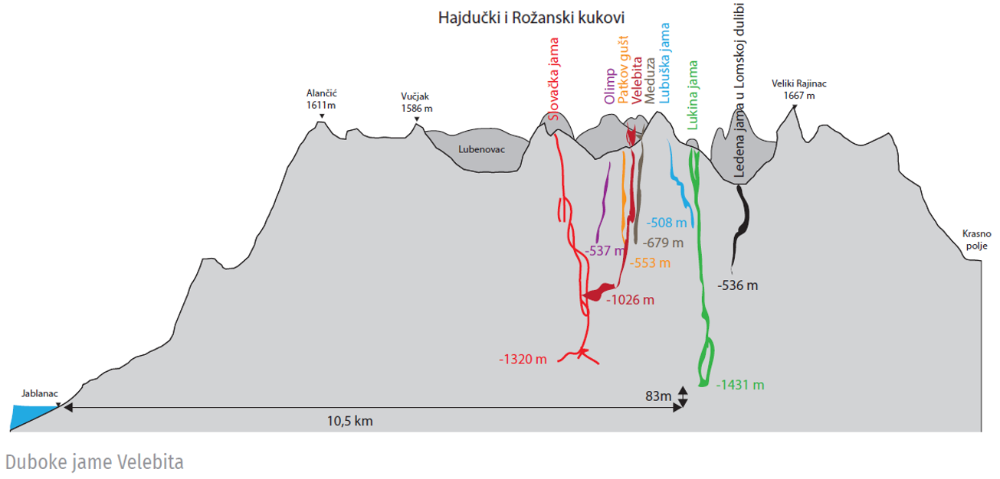 Hajdučki i Rožanski kukovi
Slovačka jama
Olimp
Patkov gušt
Velebita
Meduza
Lubuška jama
Lukina jama
Ledena jama u Lomskoj dulibi
Alančić
1611m
Vučjak
1586 m
Veliki Rajinac
1667 m
Lubenovac
Krasno
polje
-508 m
-679 m
-537 m
-553 m
-536 m
-1026 m
-1320 m
-1431 m
Jablanac
83m
10,5 km
Duboke jame Velebita